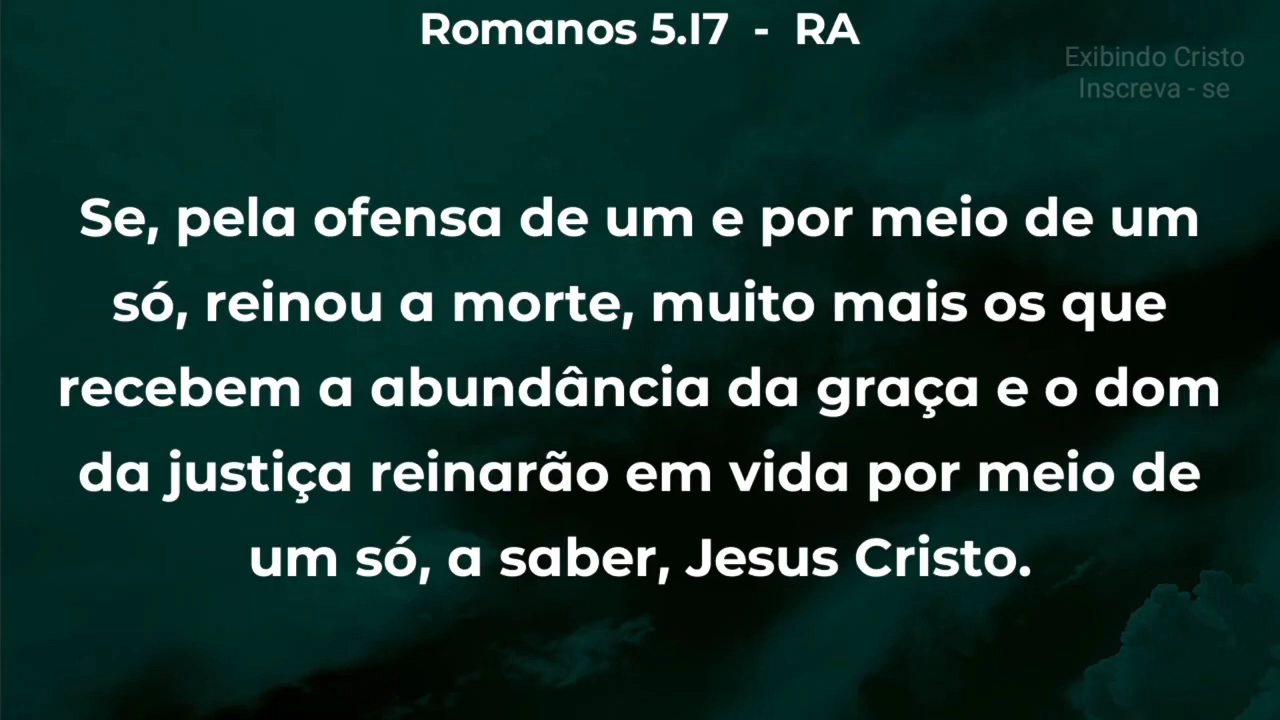 Romanos 5.17 - RA
Exibindo Cristo
Inscreva - se
Se, pela ofensa de um e por meio de um
só, reinou a morte, muito mais os que
recebem a abundância da graça e o dom
da justiça reinarão em vida por meio de
um só, a saber, Jesus Cristo.